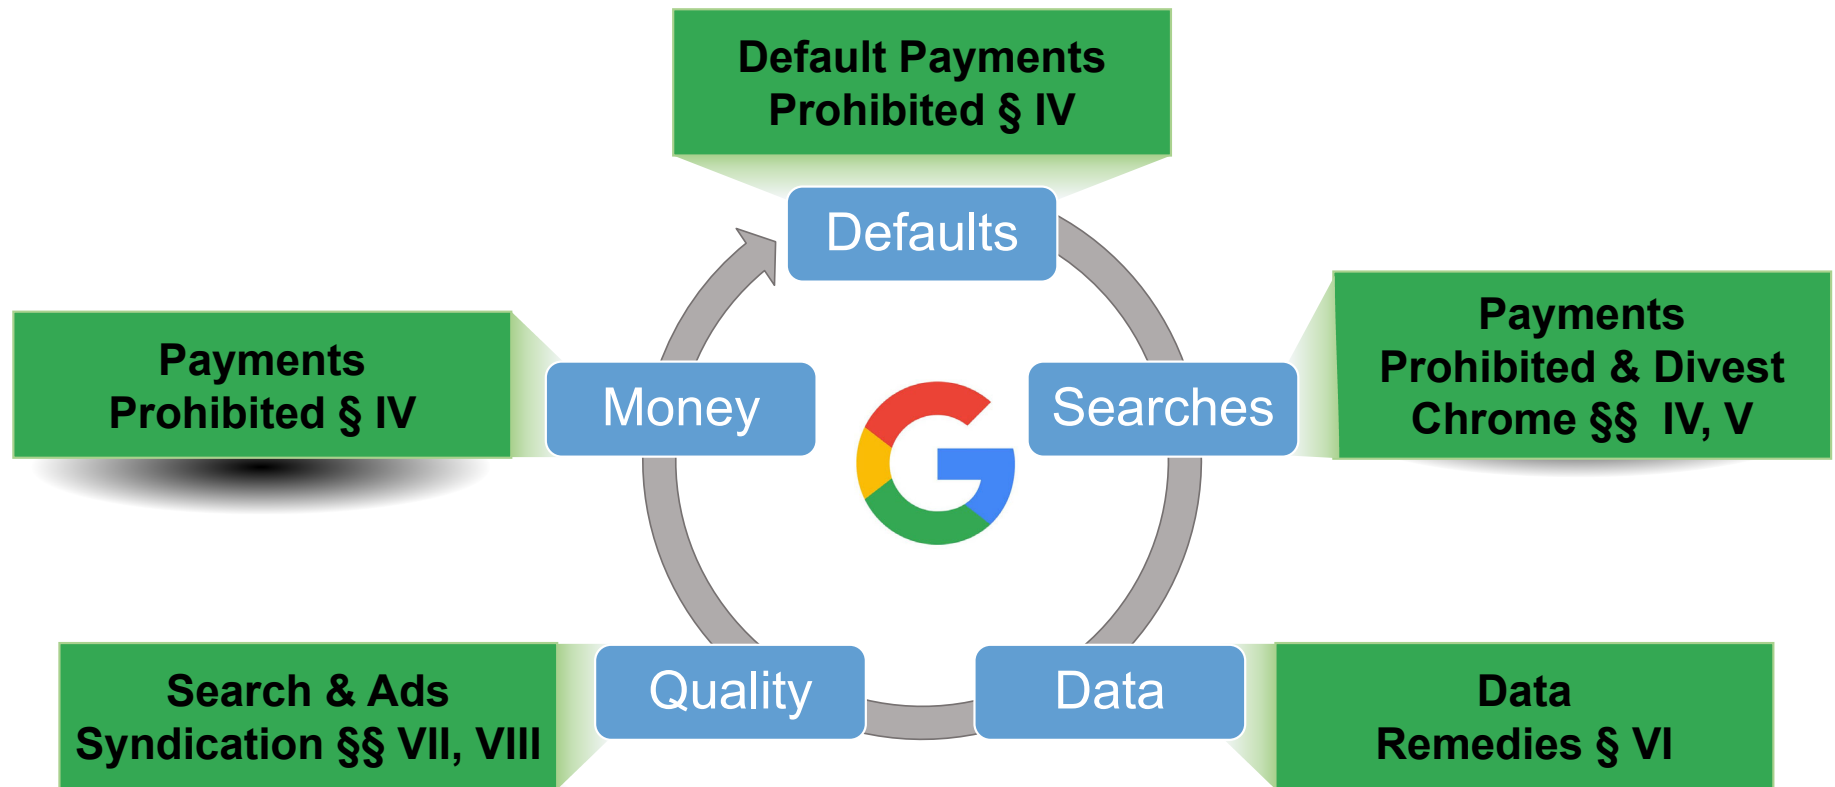 Default Payments
Prohibited § IV
Defaults
Payments
Prohibited & Divest
Chrome §§  IV, V
Searches
Payments
Prohibited § IV
Money
Search & Ads
Syndication §§ VII, VIII
Quality
Data
Data
Remedies § VI